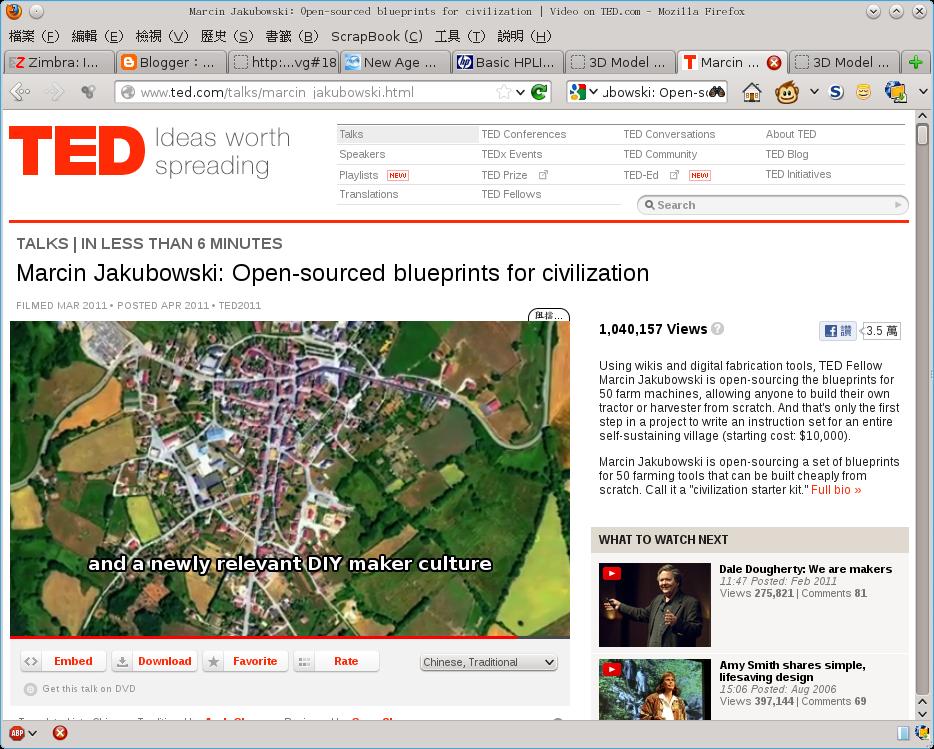 Marcin Jakubowski: Open-sourced blueprints for civilization | Video on TED.com - Mozilla Firefox
檔案 (F) 編輯 (E) 檢視 (V) 歷史 (S) 書籤 (B) ScrapBook (C) 工具 (T) 說明 (H)
Zimbra: I... Blogger : ... http:...vg#18 New Age ... Basic HPLI... 3D Model ... Marcin ... 3D Model ...
www.ted.com/talks/marcin_jakubowski.html ubowski: Open-so
TED Ideas worth spreading
Talks TED Conferences TED Conversations About TED
Speakers TEDx Events TED Community TED Blog
Playlists NEW TED Prize TED-Ed NEW TED Initiatives
Translations TED Fellows
Search
TALKS | IN LESS THAN 6 MINUTES
Marcin Jakubowski: Open-sourced blueprints for civilization
FILMED MAR 2011 • POSTED APR 2011 • TED2011
and a newly relevant DIY maker culture
Embed Download Favorite Rate Chinese, Traditional
Get this talk on DVD
1,040,157 Views ?
讚 3.5 萬
Using wikis and digital fabrication tools, TED Fellow
Marcin Jakubowski is open-sourcing the blueprints for
50 farm machines, allowing anyone to build their own
tractor or harvester from scratch. And that's only the first
step in a project to write an instruction set for an entire
self-sustaining village (starting cost: $10,000).
Marcin Jakubowski is open-sourcing a set of blueprints
for 50 farming tools that can be built cheaply from
scratch. Call it a "civilization starter kit." Full bio »
WHAT TO WATCH NEXT
Dale Dougherty: We are makers
11:47 Posted: Feb 2011
Views 275,821 | Comments 81
Amy Smith shares simple,
lifesaving design
15:06 Posted: Aug 2006
Views 397,144 | Comments 69
ABP